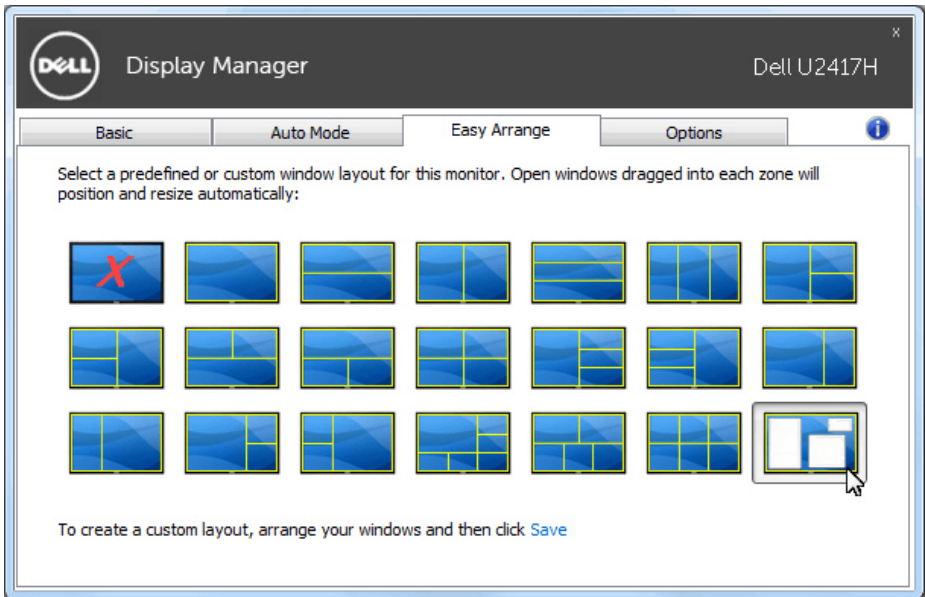 x
DELL
Display Manager
Dell U2417H
Basic
Auto Mode
Easy Arrange
Options
i
Select a predefined or custom window layout for this monitor. Open windows dragged into each zone will
position and resize automatically:
X
To create a custom layout, arrange your windows and then click Save